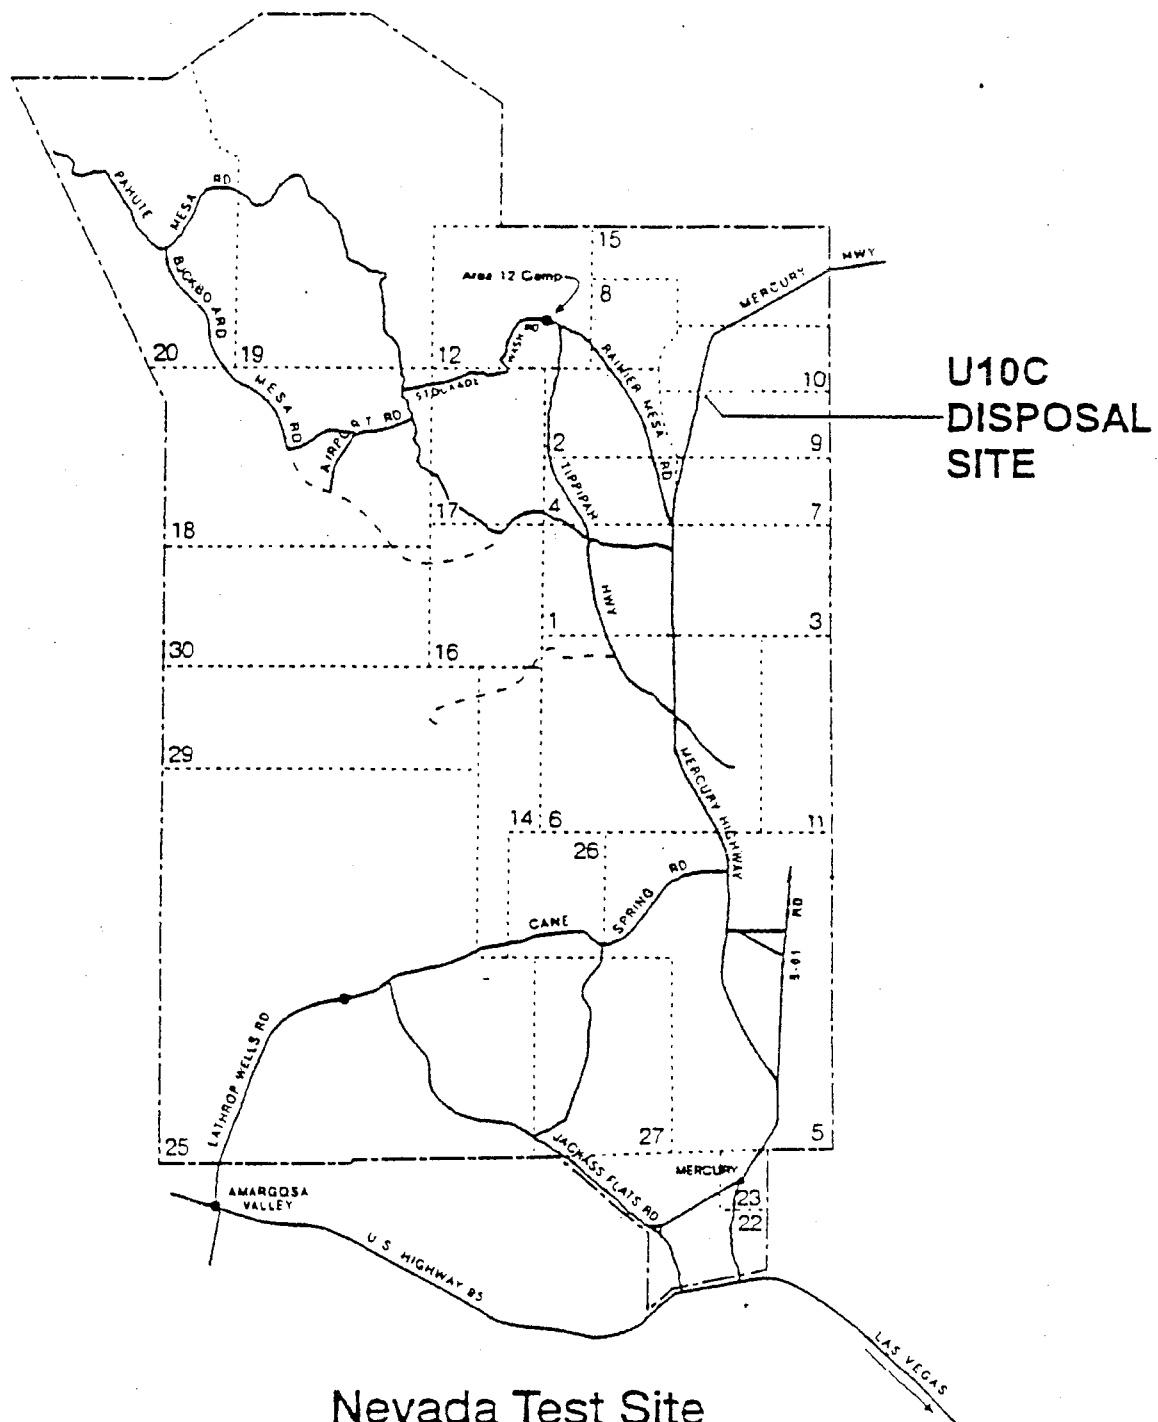 PAHUTE
MESA
RD
BUCKBOARD
MESA RD
AIRPORT RD
STOCKADE
WASH RD
Area 12 Camp
15
8
RAINIER MESA
RD
MERCURY
HWY
20
19
12
10
U10C
DISPOSAL
SITE
2
9
TIPPIPAH
HWY
18
17
4
7
1
3
30
16
29
MERCURY HIGHWAY
14
6
11
26
CANE
SPRING
RD
RD
LATHROP WELLS RD
25
27
5
JACKASS FLATS RD
MERCURY
23
22
AMARGOSA
VALLEY
U.S. HIGHWAY 95
LAS VEGAS
Nevada Test Site